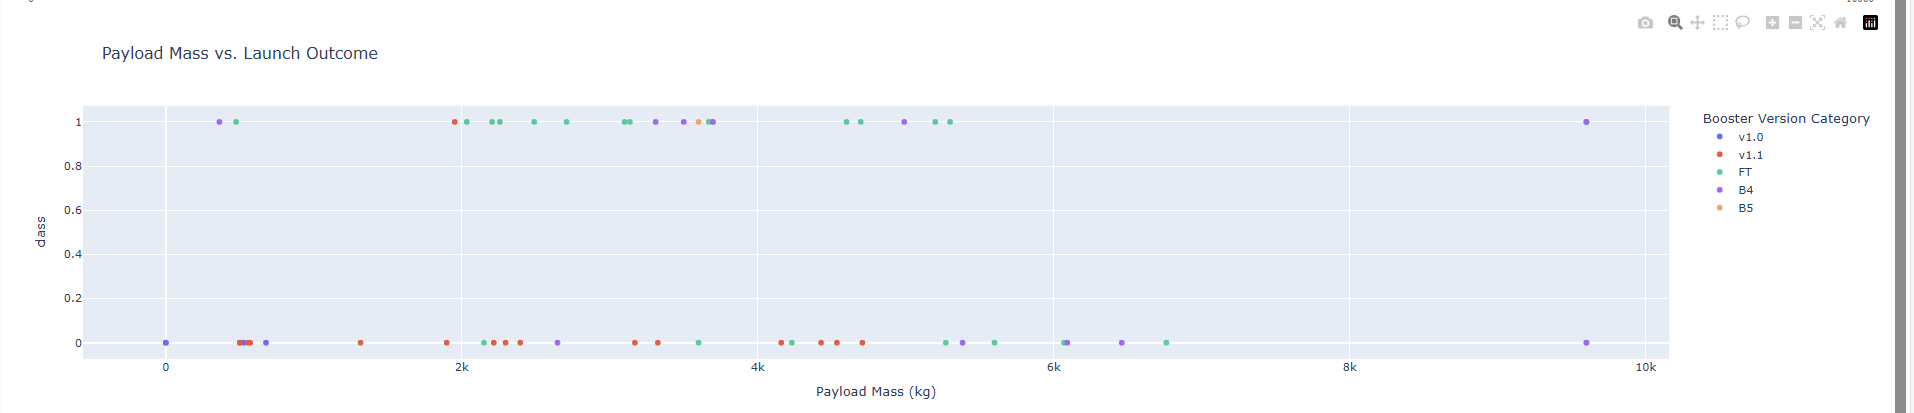 Payload Mass vs. Launch Outcome
1
0.8
0.6
0.4
0.2
0
class
0 2k 4k 6k 8k 10k
Payload Mass (kg)
Booster Version Category
v1.0
v1.1
FT
B4
B5